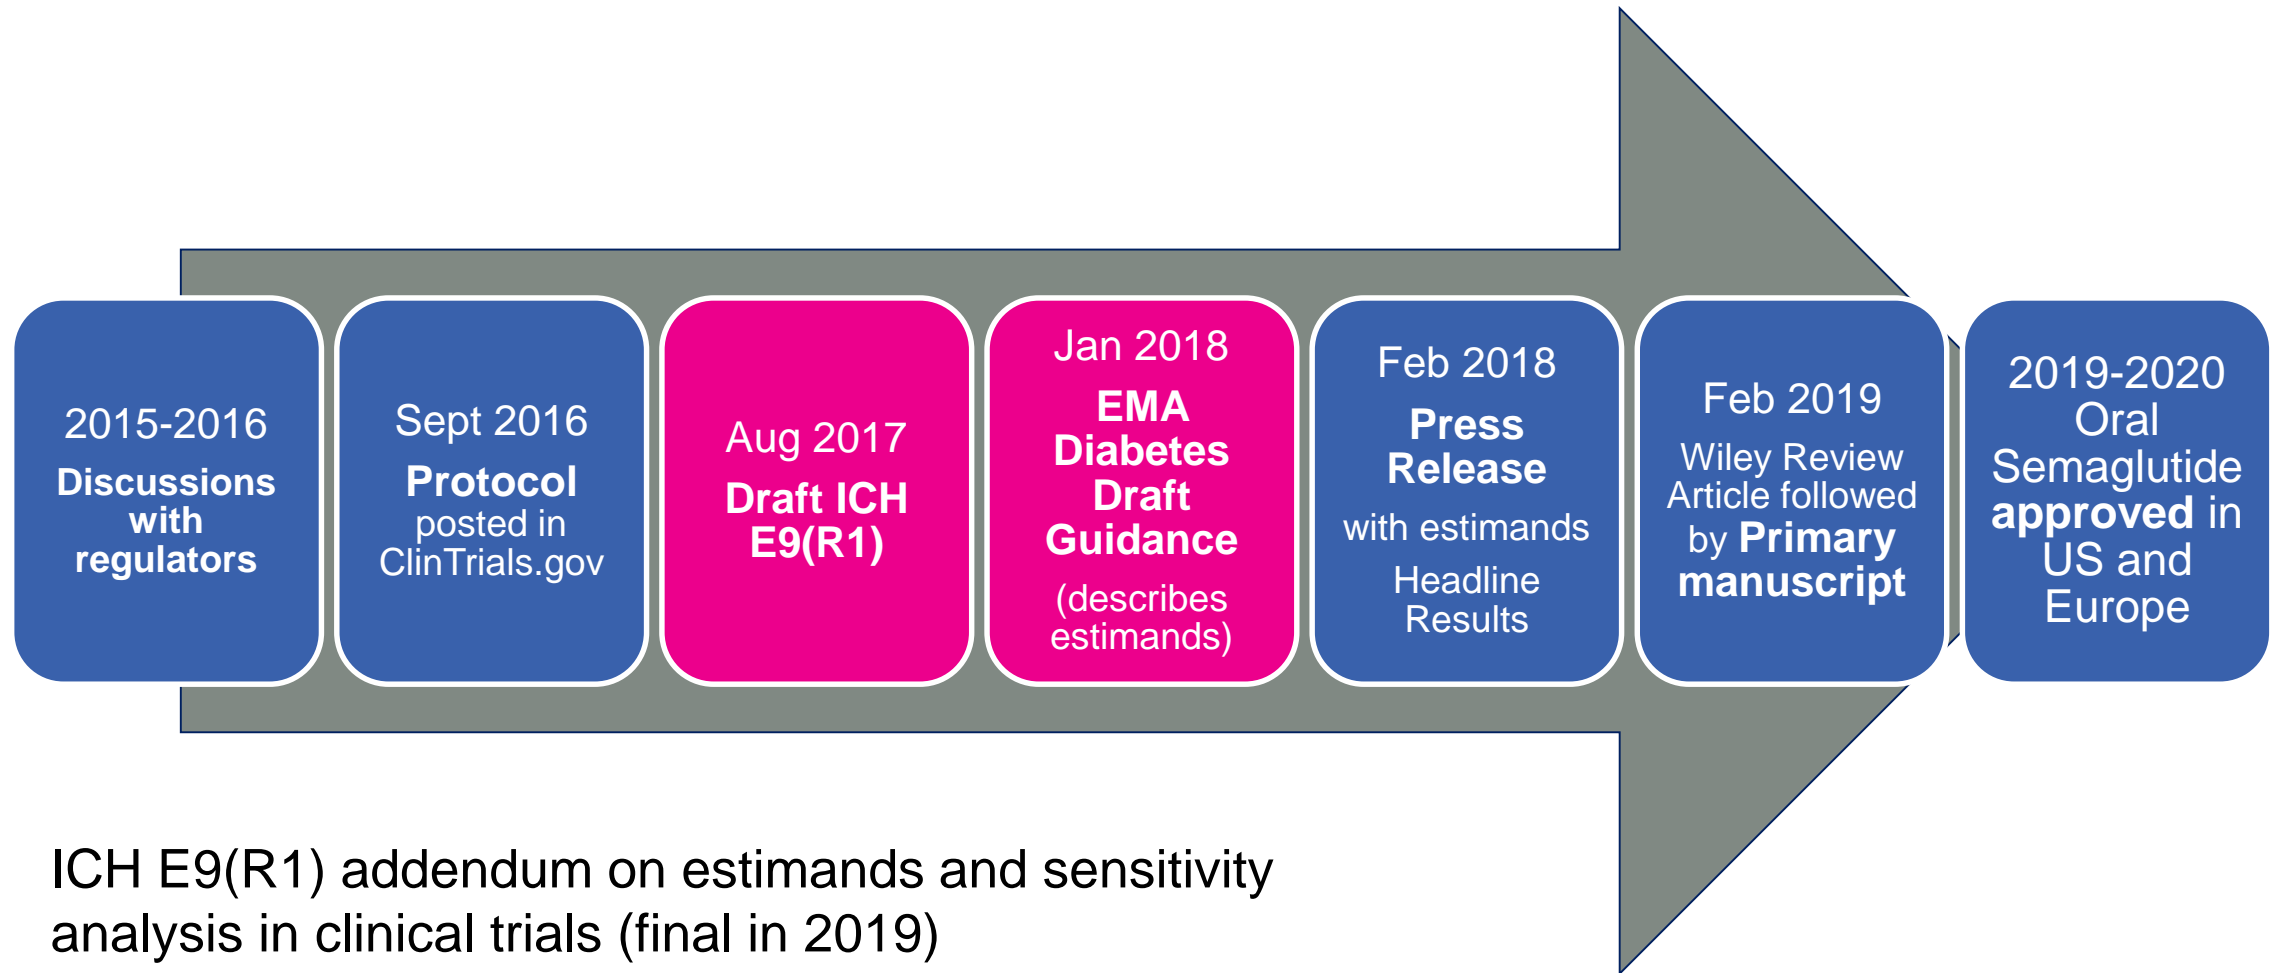 2015-2016
Discussions
with
regulators
Sept 2016
Protocol
posted in
ClinTrials.gov
Aug 2017
Draft ICH
E9(R1)
Jan 2018
EMA
Diabetes
Draft
Guidance
(describes
estimands)
Feb 2018
Press
Release
with estimands
Headline
Results
Feb 2019
Wiley Review
Article followed
by Primary
manuscript
2019-2020
Oral
Semaglutide
approved in
US and
Europe
ICH E9(R1) addendum on estimands and sensitivity
analysis in clinical trials (final in 2019)